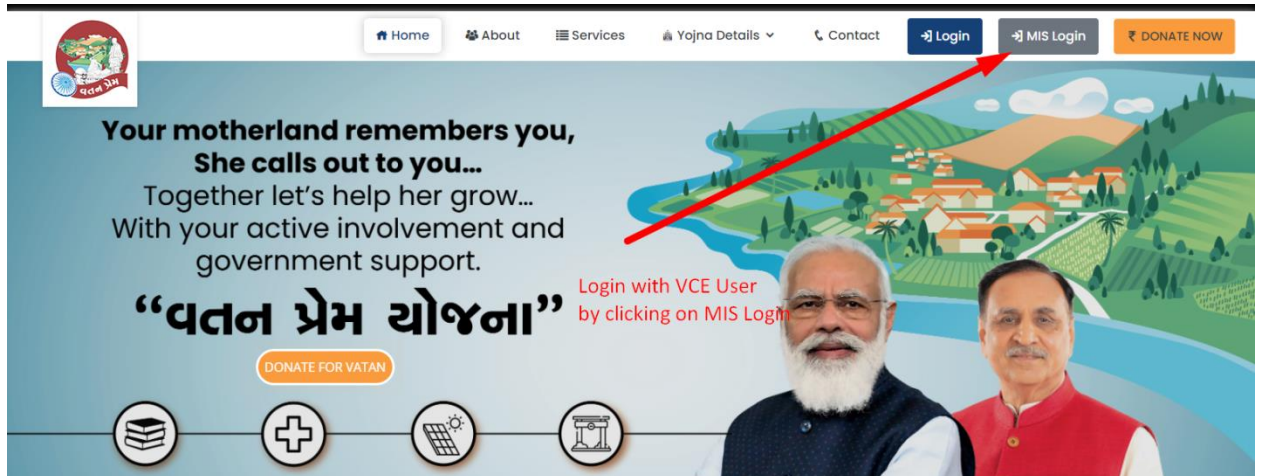 Home About Services Yojna Details Contact Login MIS Login ₹ DONATE NOW
વતન પ્રેમ
Your motherland remembers you,
She calls out to you...
Together let's help her grow...
With your active involvement and
government support.
Login with VCE User
by clicking on MIS Login
“વતન પ્રેમ યોજના”
DONATE FOR VATAN